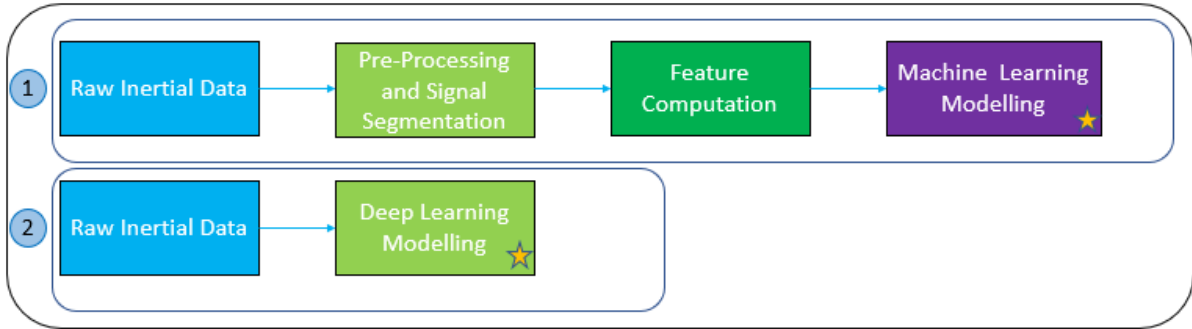 1
Raw Inertial Data
Pre-Processing
and Signal
Segmentation
Feature
Computation
Machine Learning
Modelling
2
Raw Inertial Data
Deep Learning
Modelling